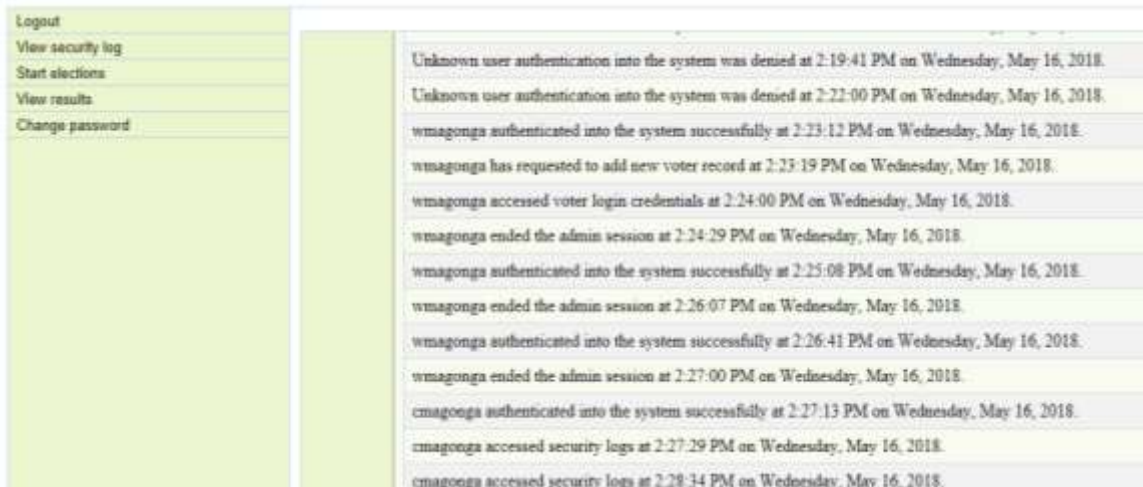 Logout
View security log
Start elections
View results
Change password
Unknown user authentication into the system was denied at 2:19:41 PM on Wednesday, May 16, 2018.
Unknown user authentication into the system was denied at 2:22:00 PM on Wednesday, May 16, 2018.
wmagonga authenticated into the system successfully at 2:23:12 PM on Wednesday, May 16, 2018.
wmagonga has requested to add new voter record at 2:23:19 PM on Wednesday, May 16, 2018.
wmagonga accessed voter login credentials at 2:24:00 PM on Wednesday, May 16, 2018.
wmagonga ended the admin session at 2:24:29 PM on Wednesday, May 16, 2018.
wmagonga authenticated into the system successfully at 2:25:08 PM on Wednesday, May 16, 2018.
wmagonga ended the admin session at 2:26:07 PM on Wednesday, May 16, 2018.
wmagonga authenticated into the system successfully at 2:26:41 PM on Wednesday, May 16, 2018.
wmagonga ended the admin session at 2:27:00 PM on Wednesday, May 16, 2018.
cmagonga authenticated into the system successfully at 2:27:13 PM on Wednesday, May 16, 2018.
cmagonga accessed security logs at 2:27:29 PM on Wednesday, May 16, 2018.
cmagonga accessed security logs at 2:28:34 PM on Wednesday, May 16, 2018.